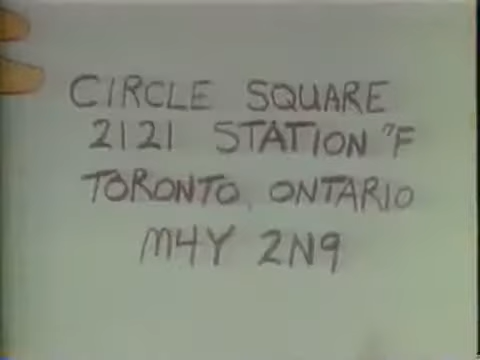 CIRCLE SQUARE
2121 STATION "F
TORONTO, ONTARIO
M4Y 2N9